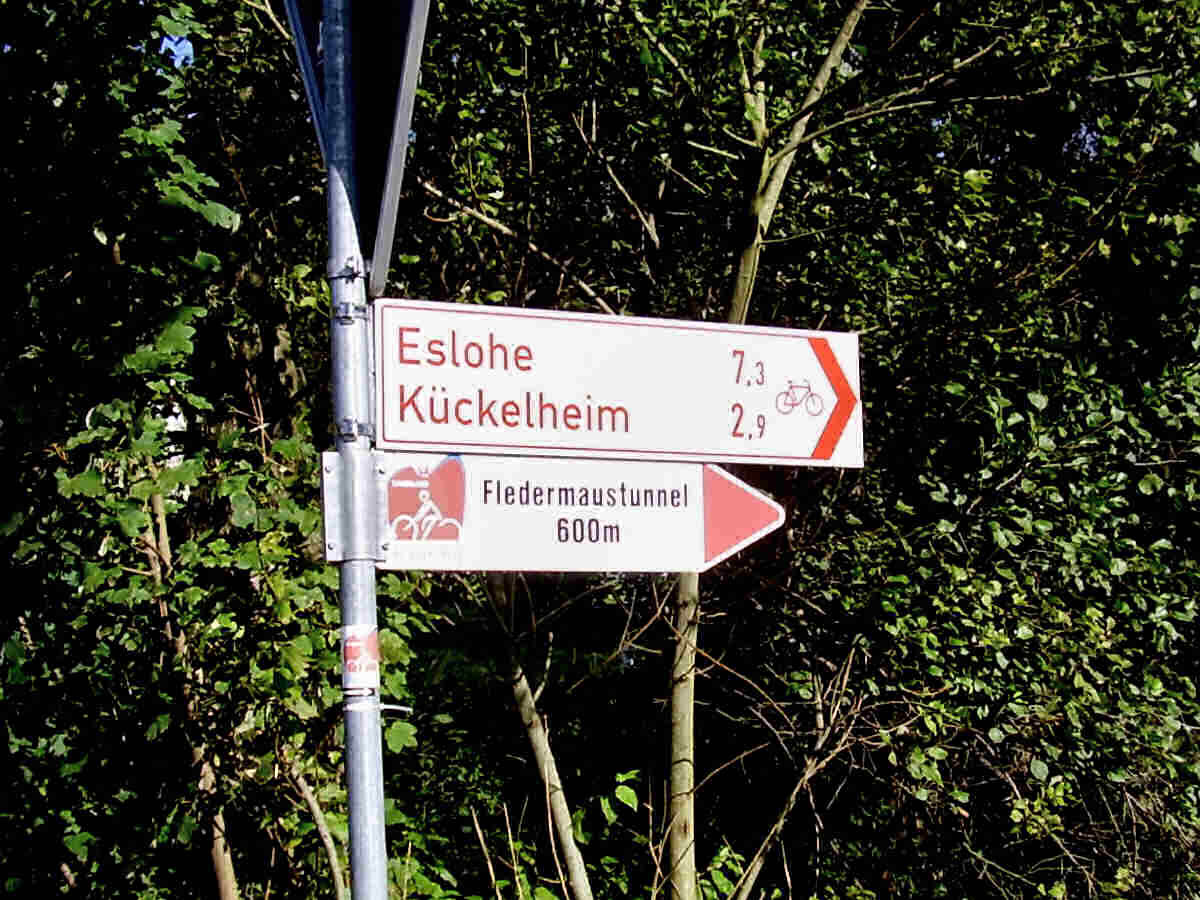 Eslohe 7,3
Kückelheim 2,9
Fledermaustunnel
600m